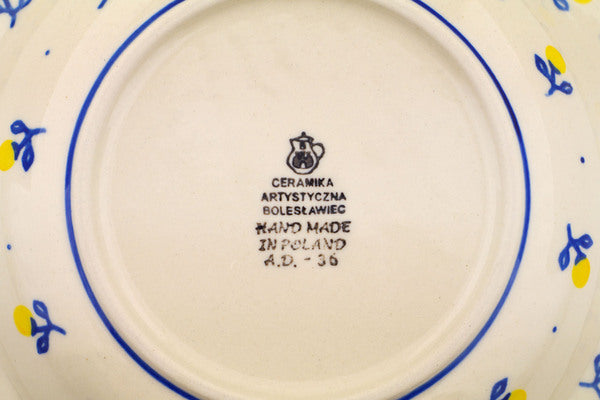 CERAMIKA
ARTYSTYCZNA
BOLESŁAWIEC
HAND MADE
IN POLAND
A.D. - 36